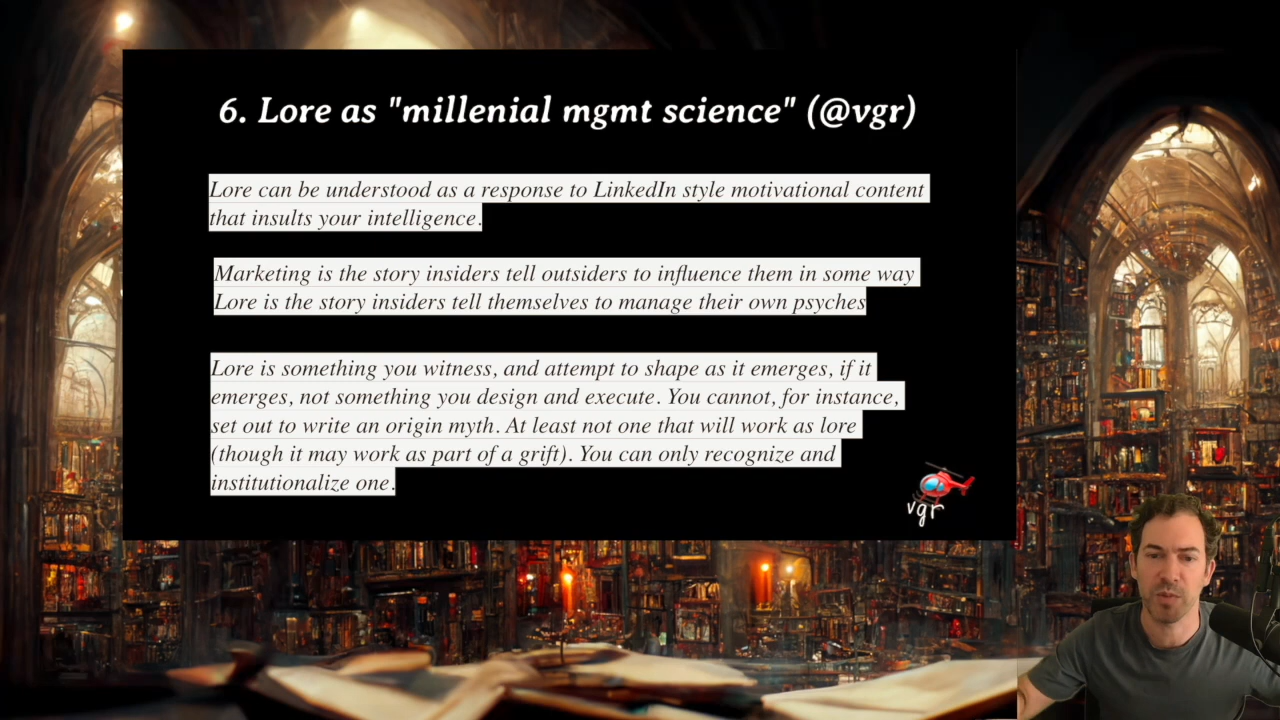 6. Lore as "millenial mgmt science" (@vgr)
Lore can be understood as a response to LinkedIn style motivational content
that insults your intelligence.
Marketing is the story insiders tell outsiders to influence them in some way
Lore is the story insiders tell themselves to manage their own psyches
Lore is something you witness, and attempt to shape as it emerges, if it
emerges, not something you design and execute. You cannot, for instance,
set out to write an origin myth. At least not one that will work as lore
(though it may work as part of a grift). You can only recognize and
institutionalize one.
vgr